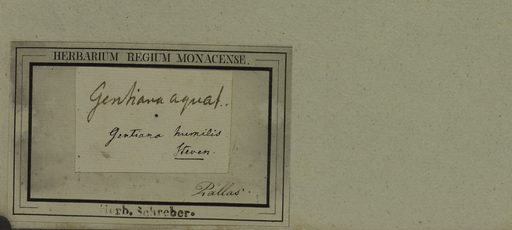 HERBARIUM REGIUM MONACENSE.
Gentiana aquat.
Gentiana humilis
Steven.
Pallas.
Herb. Schreber.